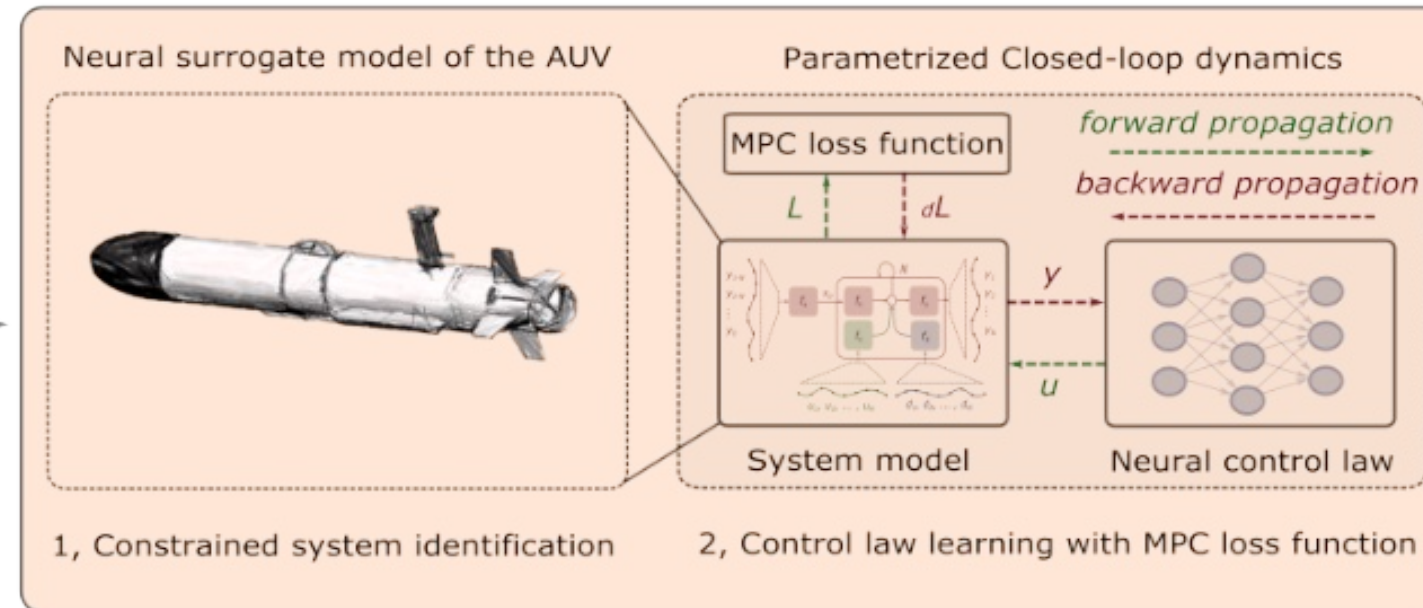 Neural surrogate model of the AUV
Parametrized Closed-loop dynamics
MPC loss function
forward propagation
backward propagation
L
dL
y
u
System model
Neural control law
1, Constrained system identification
2, Control law learning with MPC loss function